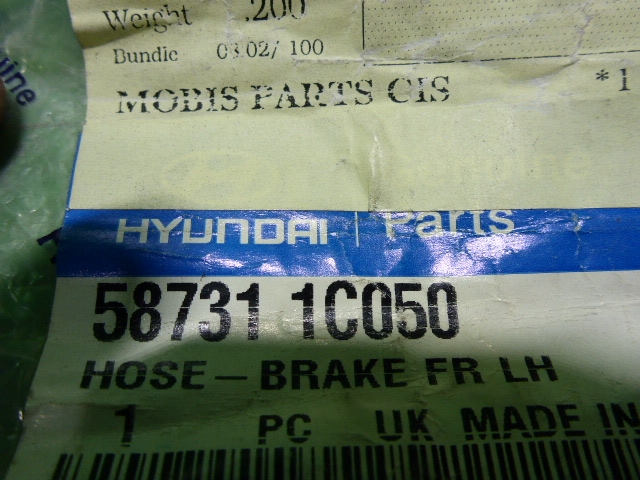 Weight .200
Bundle 03.02/ 100
MOBIS PARTS CIS *1
HYUNDAI | Parts
58731 1C050
HOSE-BRAKE FR LH
1 PC UK MADE IN